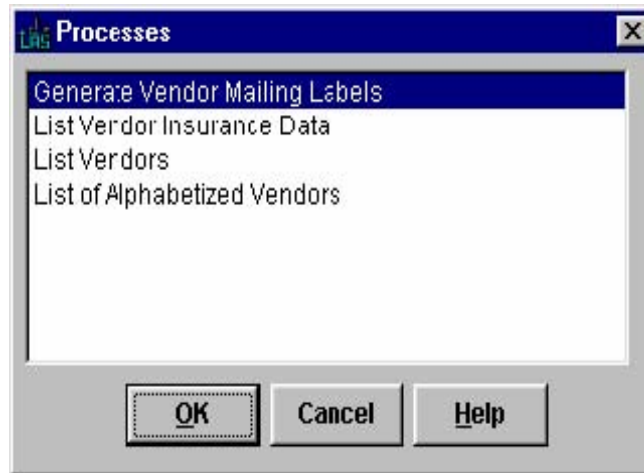 Processes
Generate Vendor Mailing Labels
List Vendor Insurance Data
List Vendors
List of Alphabetized Vendors
OK
Cancel
Help